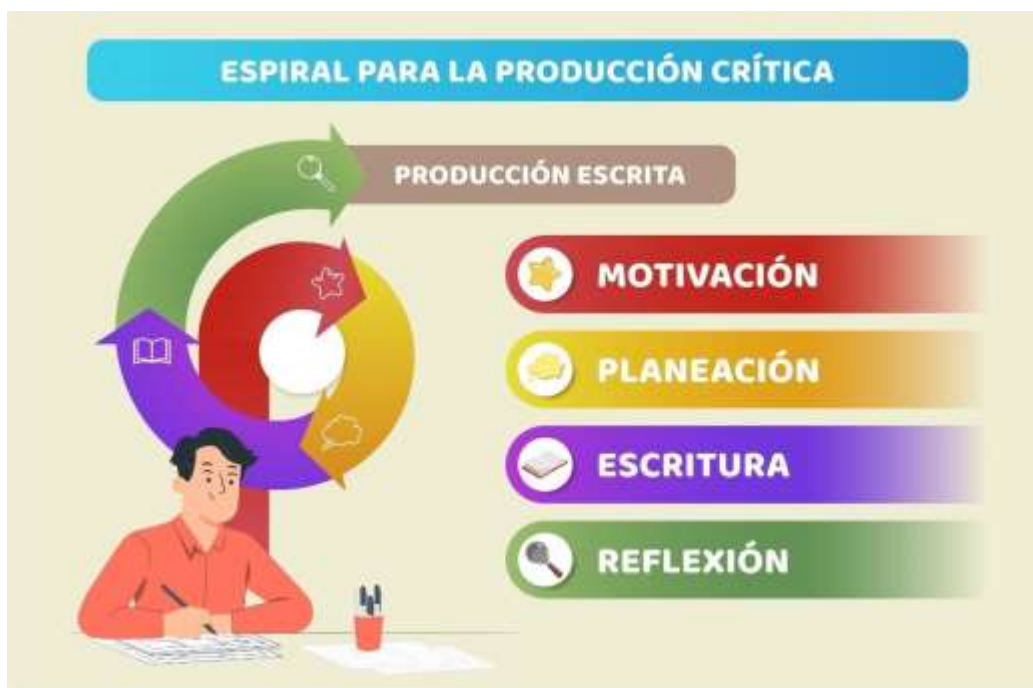 ESPIRAL PARA LA PRODUCCIÓN CRÍTICA
PRODUCCIÓN ESCRITA
MOTIVACIÓN
PLANEACIÓN
ESCRITURA
REFLEXIÓN